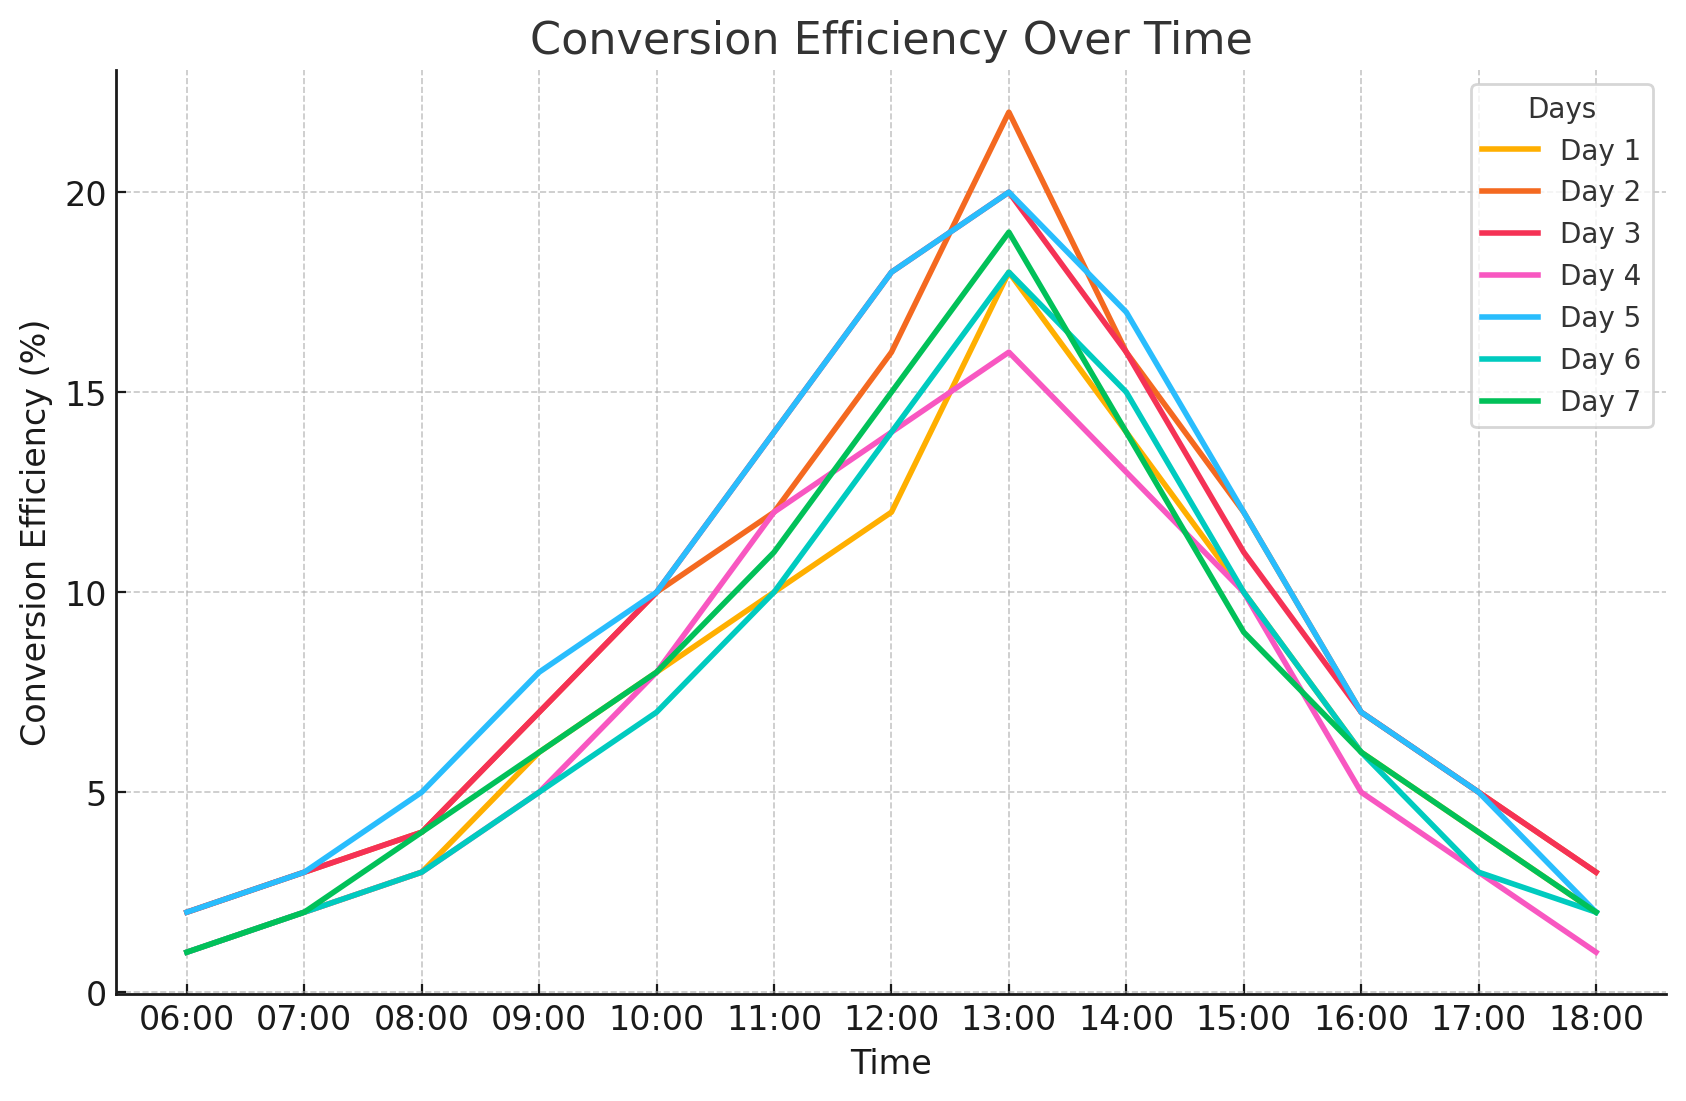 Conversion Efficiency Over Time
Conversion Efficiency (%)
20
15
10
5
0
06:00 07:00 08:00 09:00 10:00 11:00 12:00 13:00 14:00 15:00 16:00 17:00 18:00
Time
Days
Day 1
Day 2
Day 3
Day 4
Day 5
Day 6
Day 7